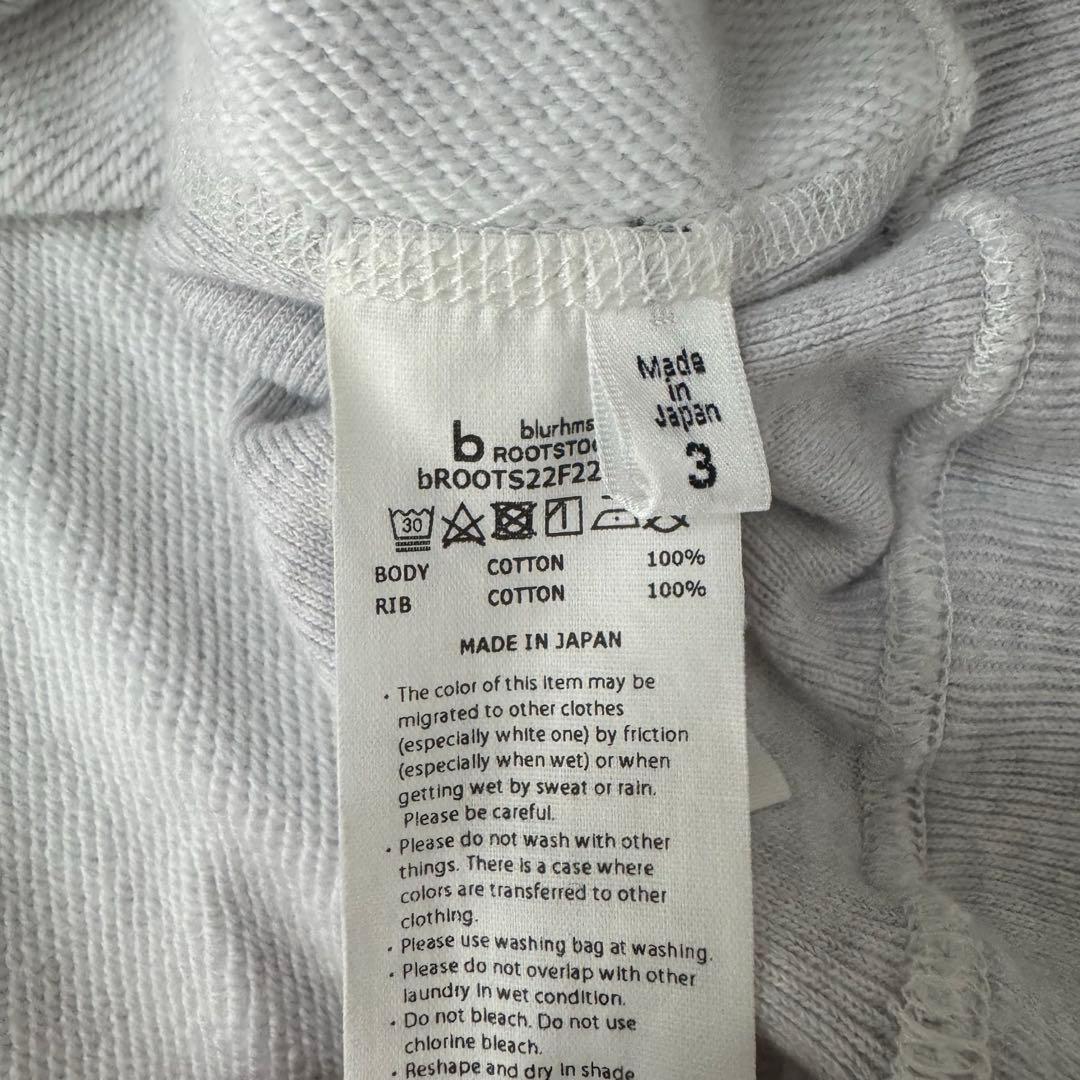 Made
in
Japan
3
b blurhms
ROOTSTO
bROOTS22F22
30
BODY COTTON 100%
RIB COTTON 100%
MADE IN JAPAN
• The color of this item may be
migrated to other clothes
(especially white one) by friction
(especially when wet) or when
getting wet by sweat or rain.
Please be careful.
• Please do not wash with other
things. There is a case where
colors are transferred to other
clothing.
• Please use washing bag at washing.
• Please do not overlap with other
laundry in wet condition.
• Do not bleach. Do not use
chlorine bleach.
• Reshape and dry in shade